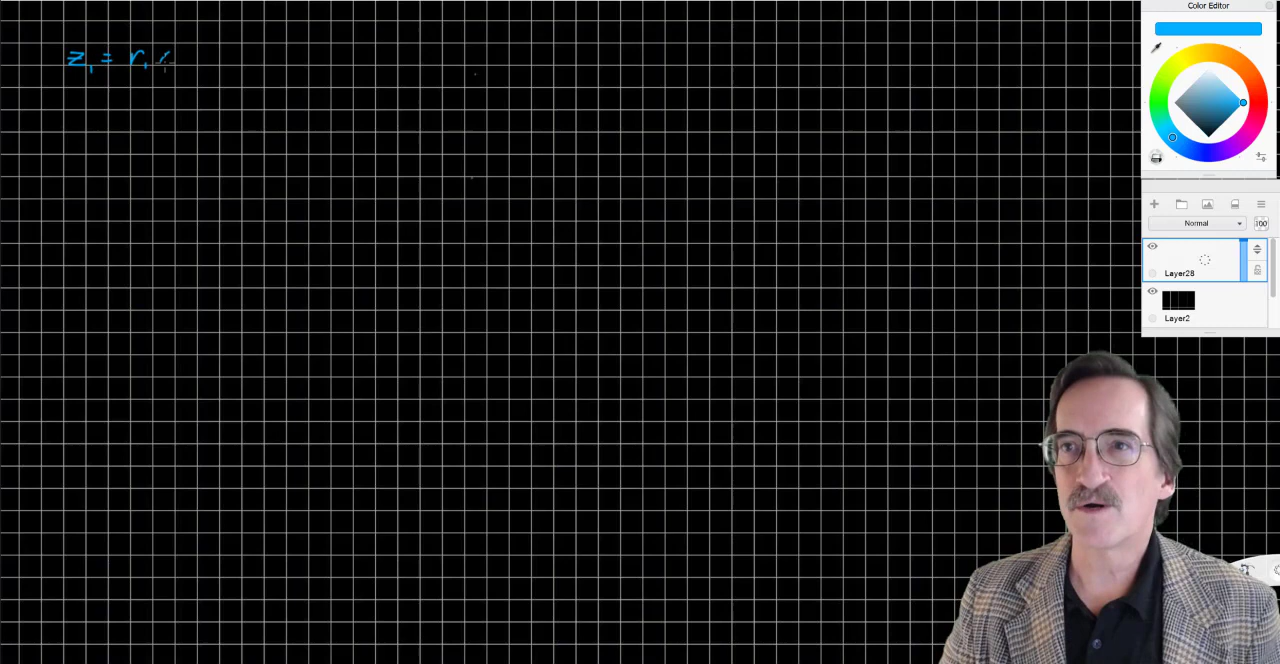 z₁ = r₁
Color Editor
Normal
100
Layer28
Layer2